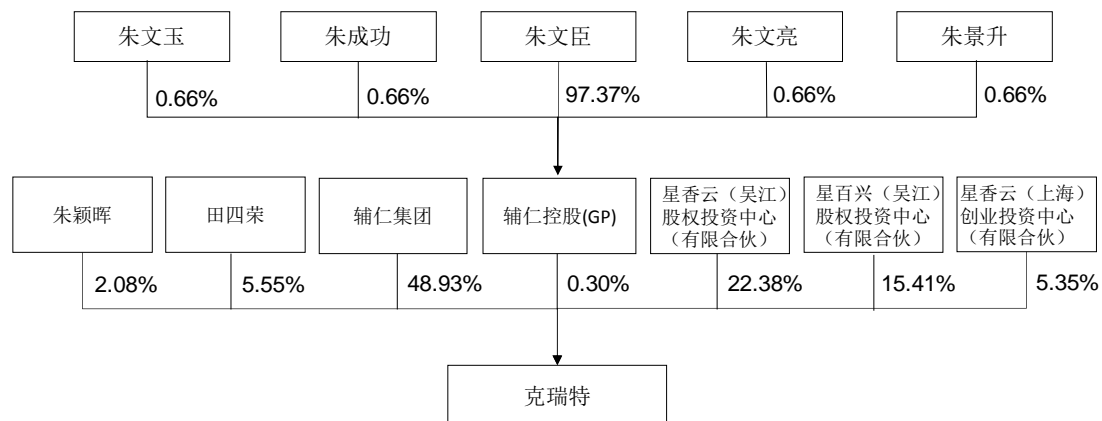 朱文玉
朱成功
朱文臣
朱文亮
朱景升
0.66%
0.66%
97.37%
0.66%
0.66%
朱颖晖
田四荣
辅仁集团
辅仁控股(GP)
星香云（吴江）
股权投资中心
（有限合伙）
星百兴（吴江）
股权投资中心
（有限合伙）
星香云（上海）
创业投资中心
（有限合伙）
2.08%
5.55%
48.93%
0.30%
22.38%
15.41%
5.35%
克瑞特